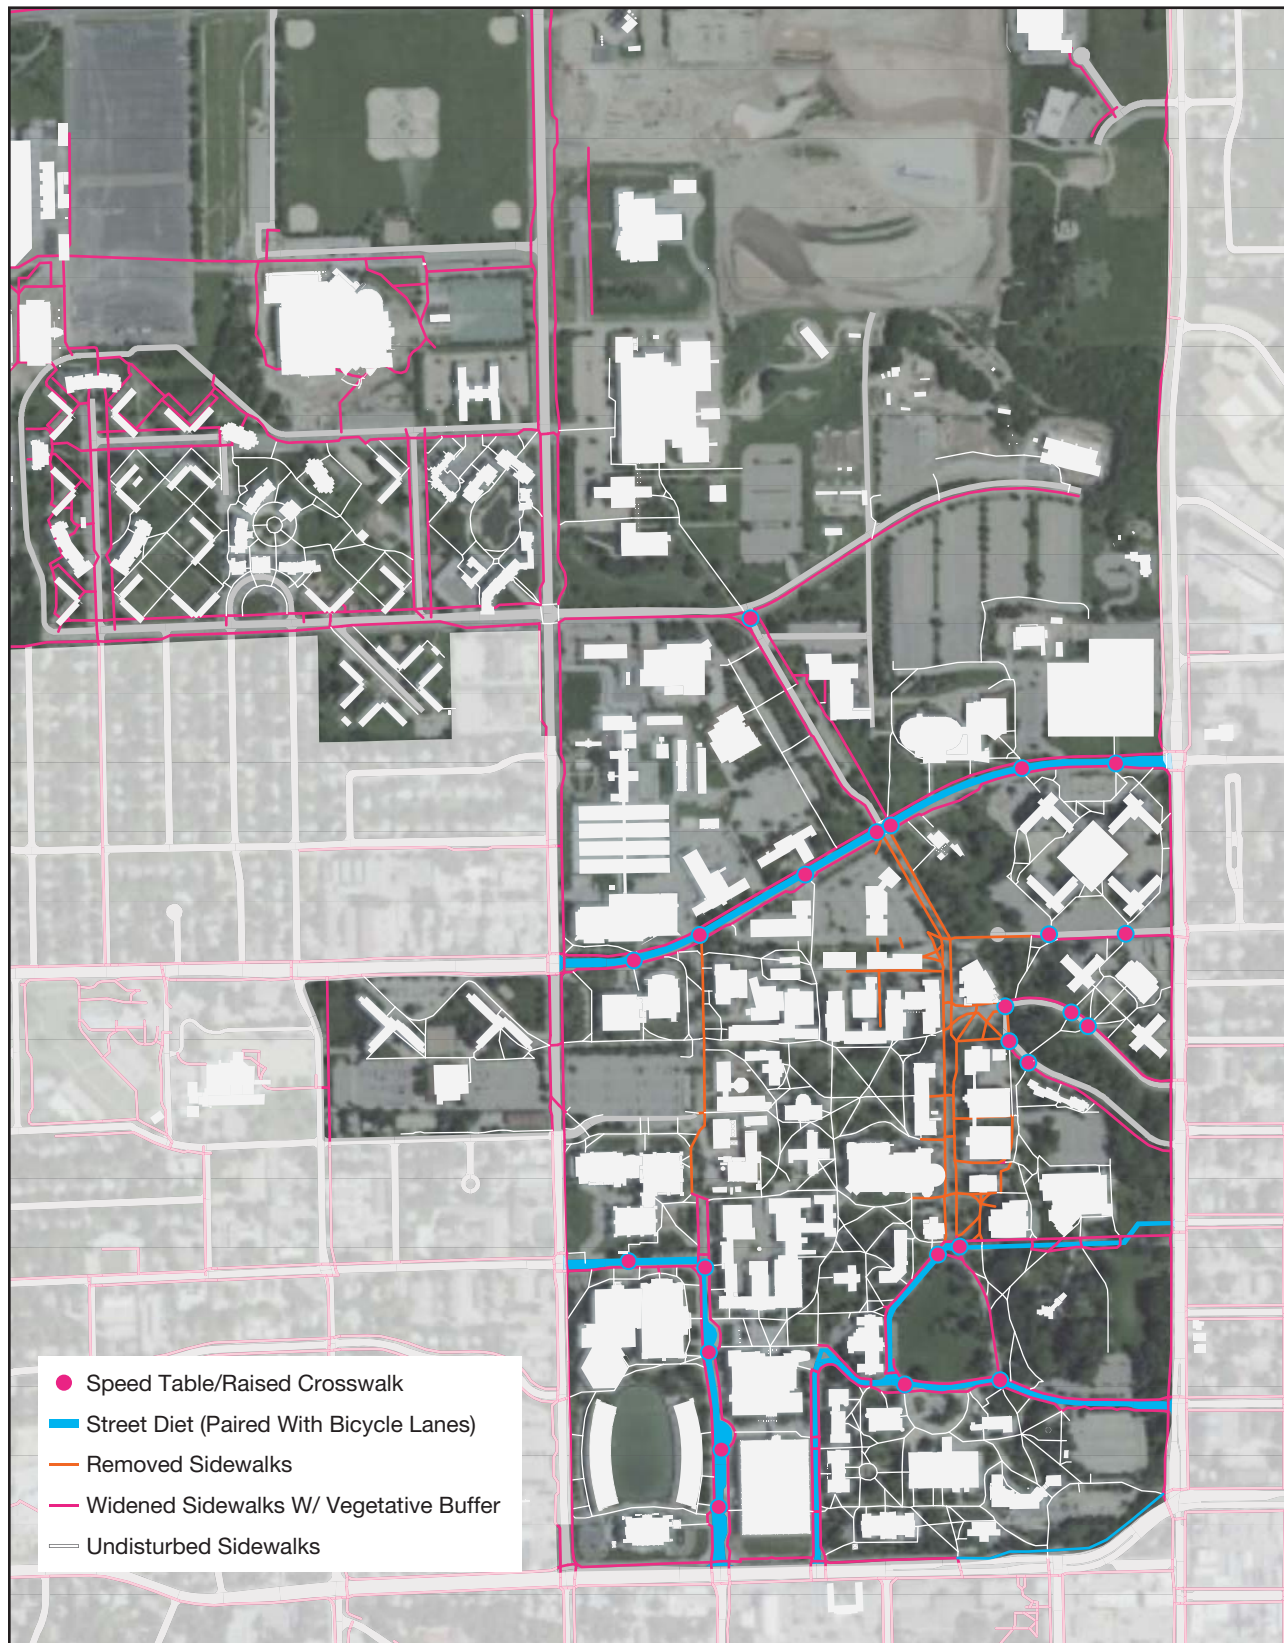 Speed Table/Raised Crosswalk
Street Diet (Paired With Bicycle Lanes)
Removed Sidewalks
Widened Sidewalks W/ Vegetative Buffer
Undisturbed Sidewalks